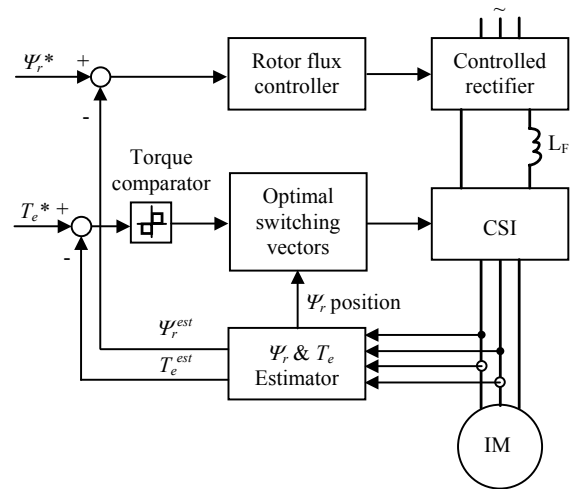 ~
Ψr*
+
-
Rotor flux
controller
Controlled
rectifier
LF
Torque
comparator
Te*
+
-
Optimal
switching
vectors
CSI
Ψr position
Ψr^est
Te^est
Ψr & Te
Estimator
IM